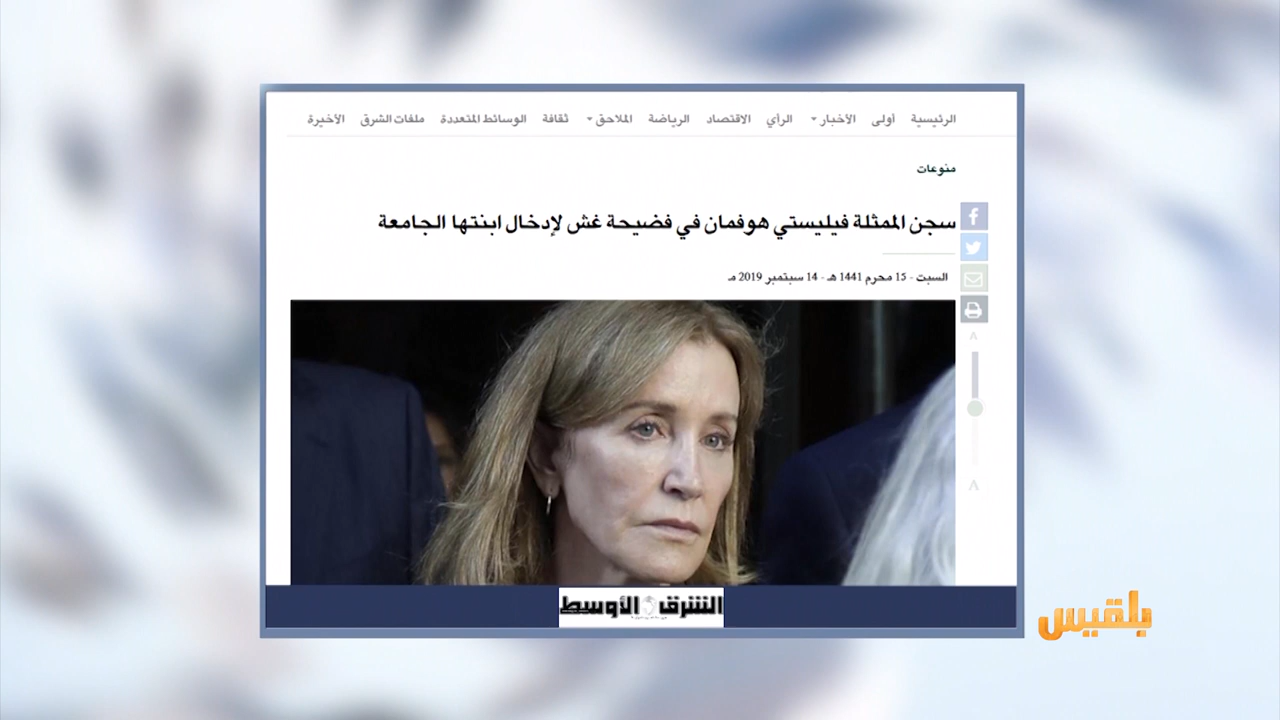 الرئيسية أولى الأخبار الرأي الاقتصاد الرياضة الملاحق ثقافة الوسائط المتعددة ملفات الشرق الأخيرة
منوعات
سجن الممثلة فيليستي هوفمان في فضيحة غش لإدخال ابنتها الجامعة
السبت - 15 محرم 1441 هـ - 14 سبتمبر 2019 مـ
الشرق الأوسط
بلقيس